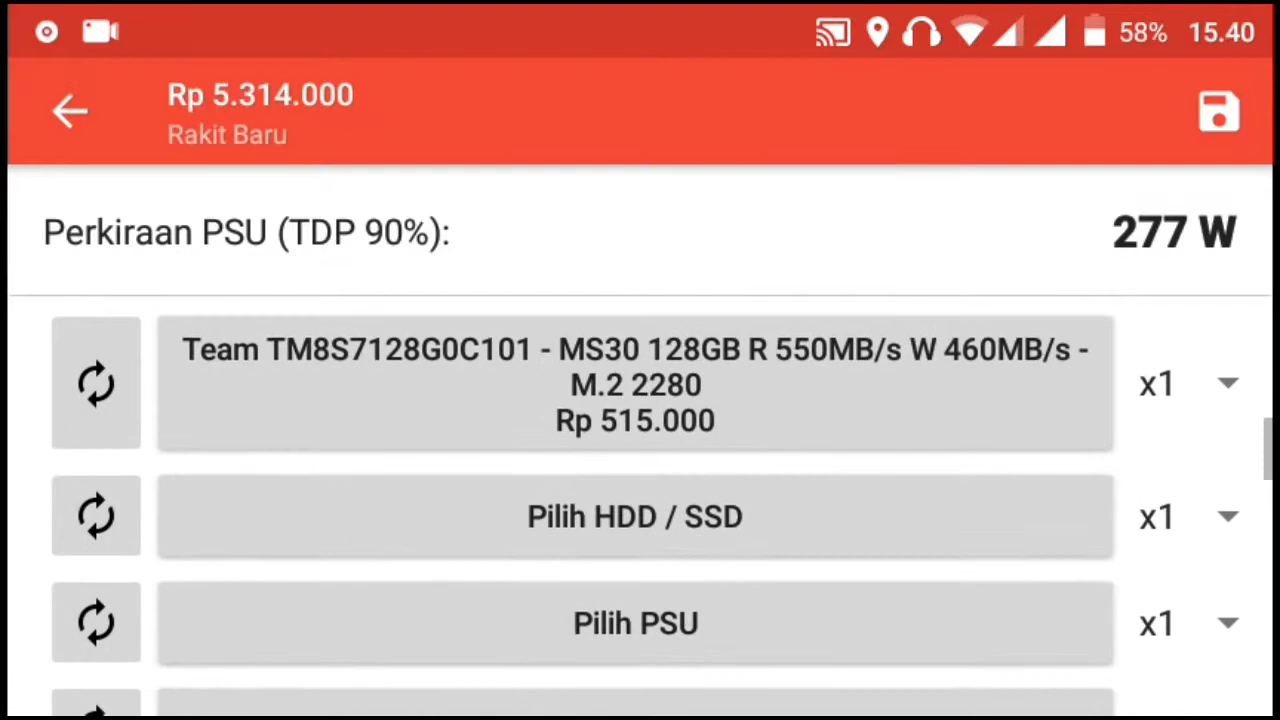 58% 15.40
Rp 5.314.000
Rakit Baru
Perkiraan PSU (TDP 90%): 277 W
Team TM8S7128G0C101 - MS30 128GB R 550MB/s W 460MB/s -
M.2 2280
Rp 515.000
x1
Pilih HDD / SSD x1
Pilih PSU x1